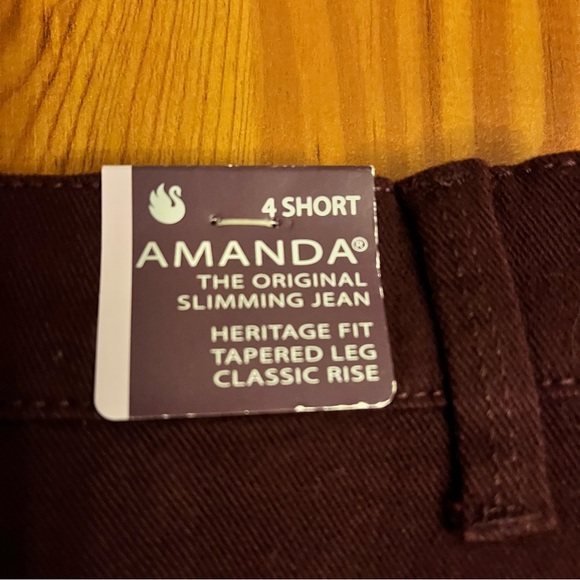 4 SHORT
AMANDA®
THE ORIGINAL
SLIMMING JEAN
HERITAGE FIT
TAPERED LEG
CLASSIC RISE